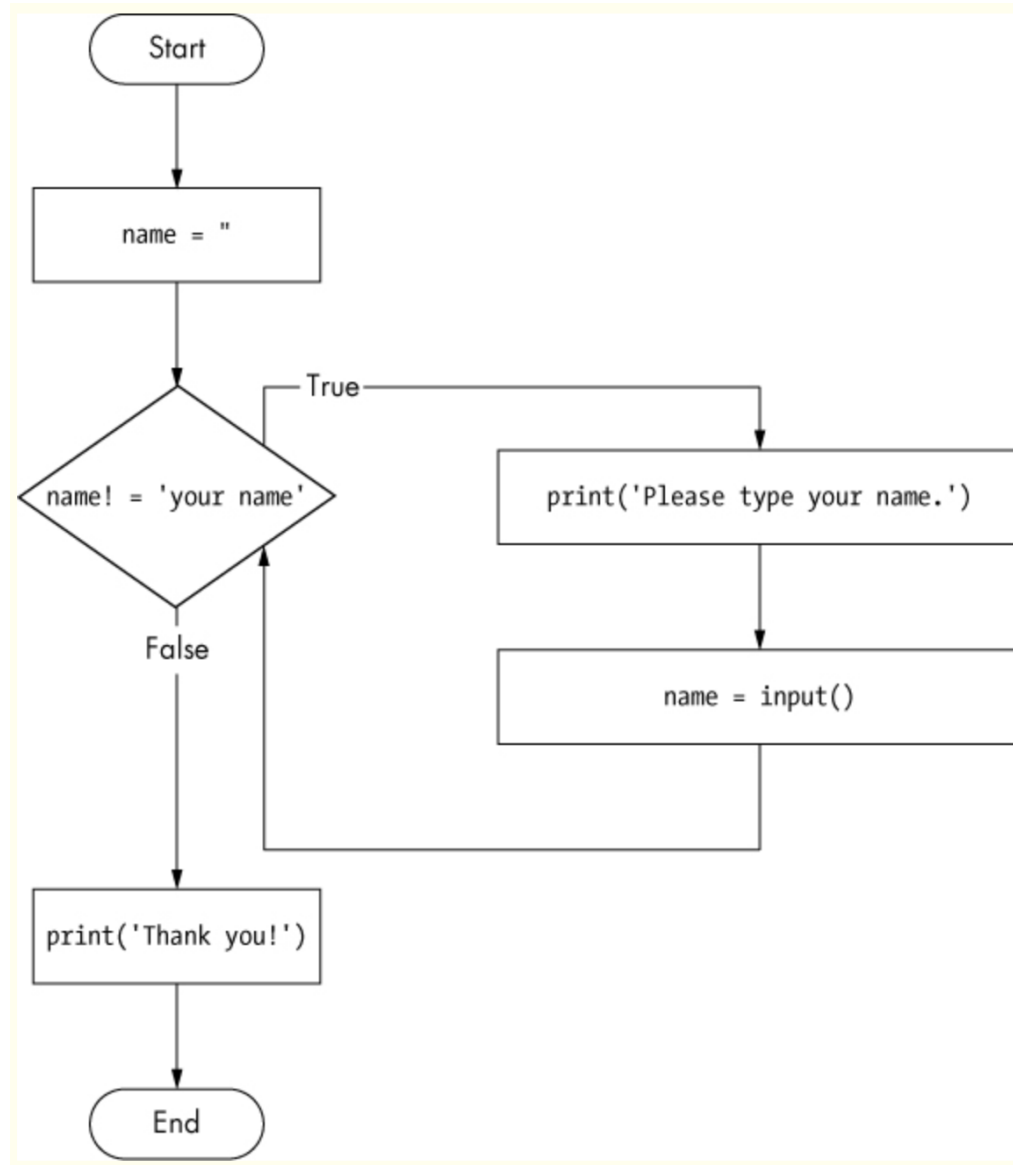 Start
name = "
True
name! = 'your name'
print('Please type your name.')
name = input()
False
print('Thank you!')
End